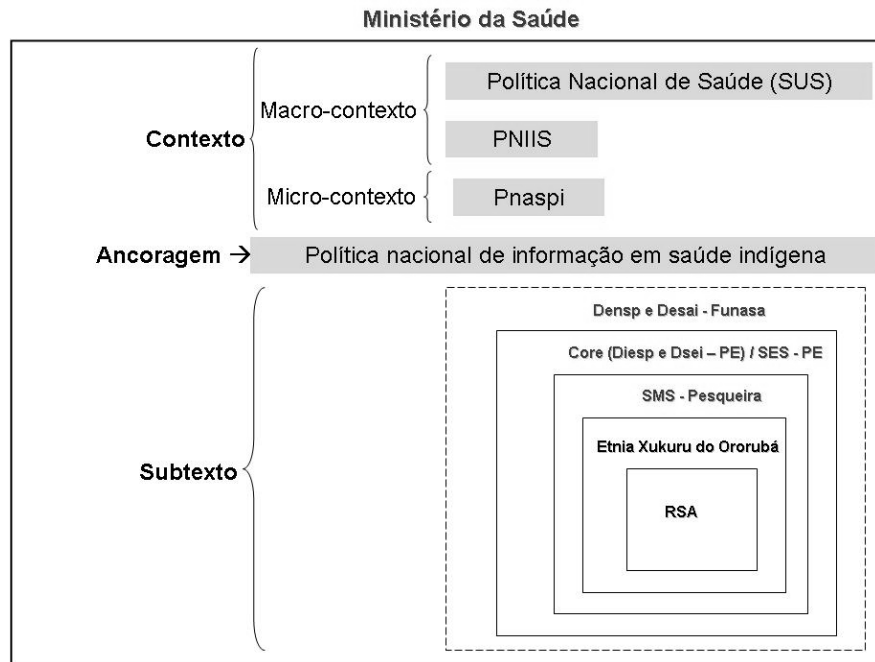 Ministério da Saúde
Política Nacional de Saúde (SUS)
Macro-contexto
Contexto
PNIIS
Micro-contexto
Pnaspi
Ancoragem → Política nacional de informação em saúde indígena
Densp e Desai - Funasa
Core (Diesp e Dsei – PE) / SES - PE
SMS - Pesqueira
Etnia Xukuru do Ororubá
Subtexto
RSA